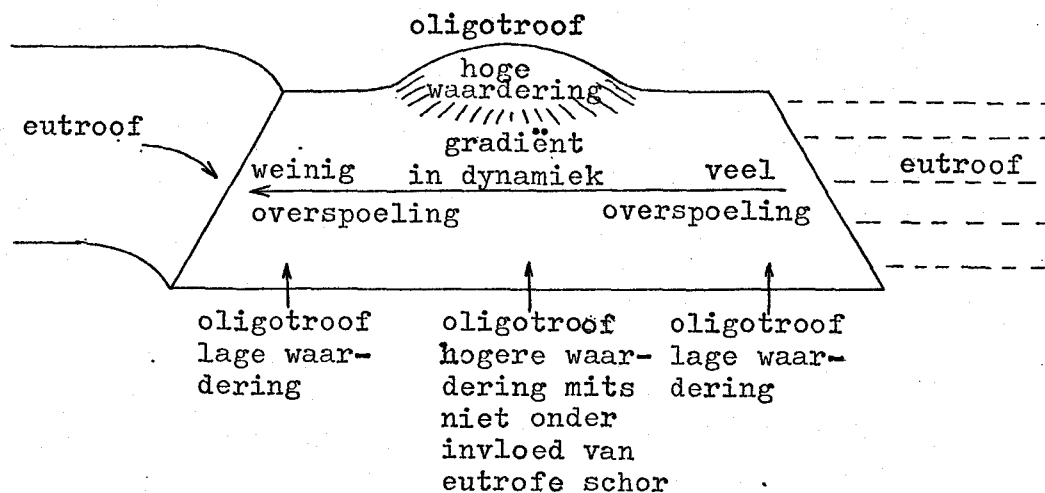 oligotroof
hoge
waardering
eutroof
gradiënt
eutroof
weinig in dynamiek veel
overspoeling overspoeling
oligotroof
lage waar-
dering
oligotroof
hogere waar-
dering mits
niet onder
invloed van
eutrofe schor
oligotroof
lage waar-
dering